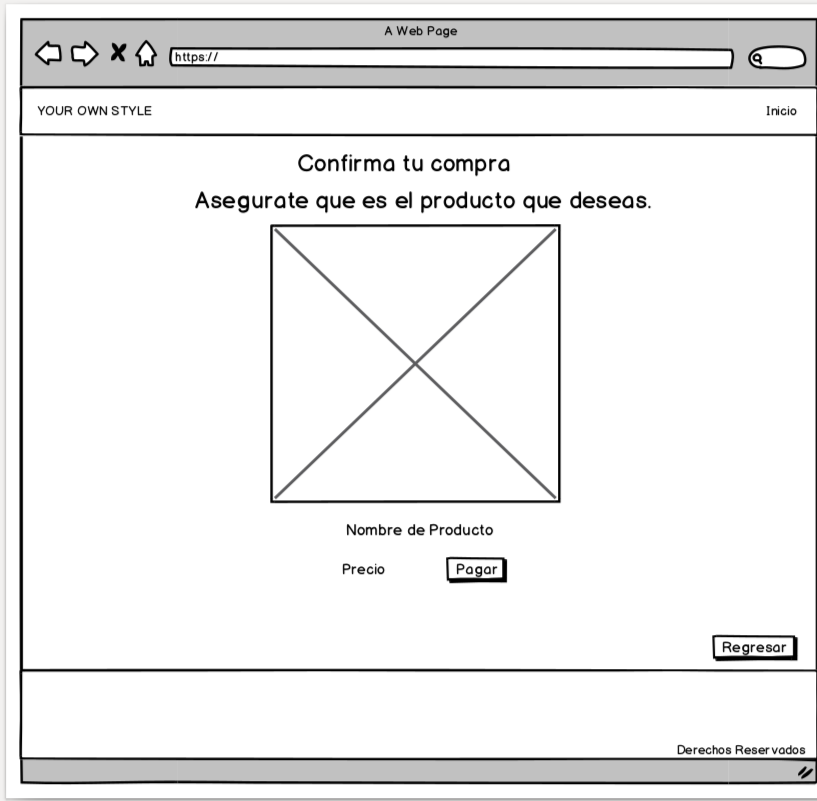 A Web Page
https://
YOUR OWN STYLE
Inicio
Confirma tu compra
Asegurate que es el producto que deseas.
Nombre de Producto
Precio
Pagar
Regresar
Derechos Reservados